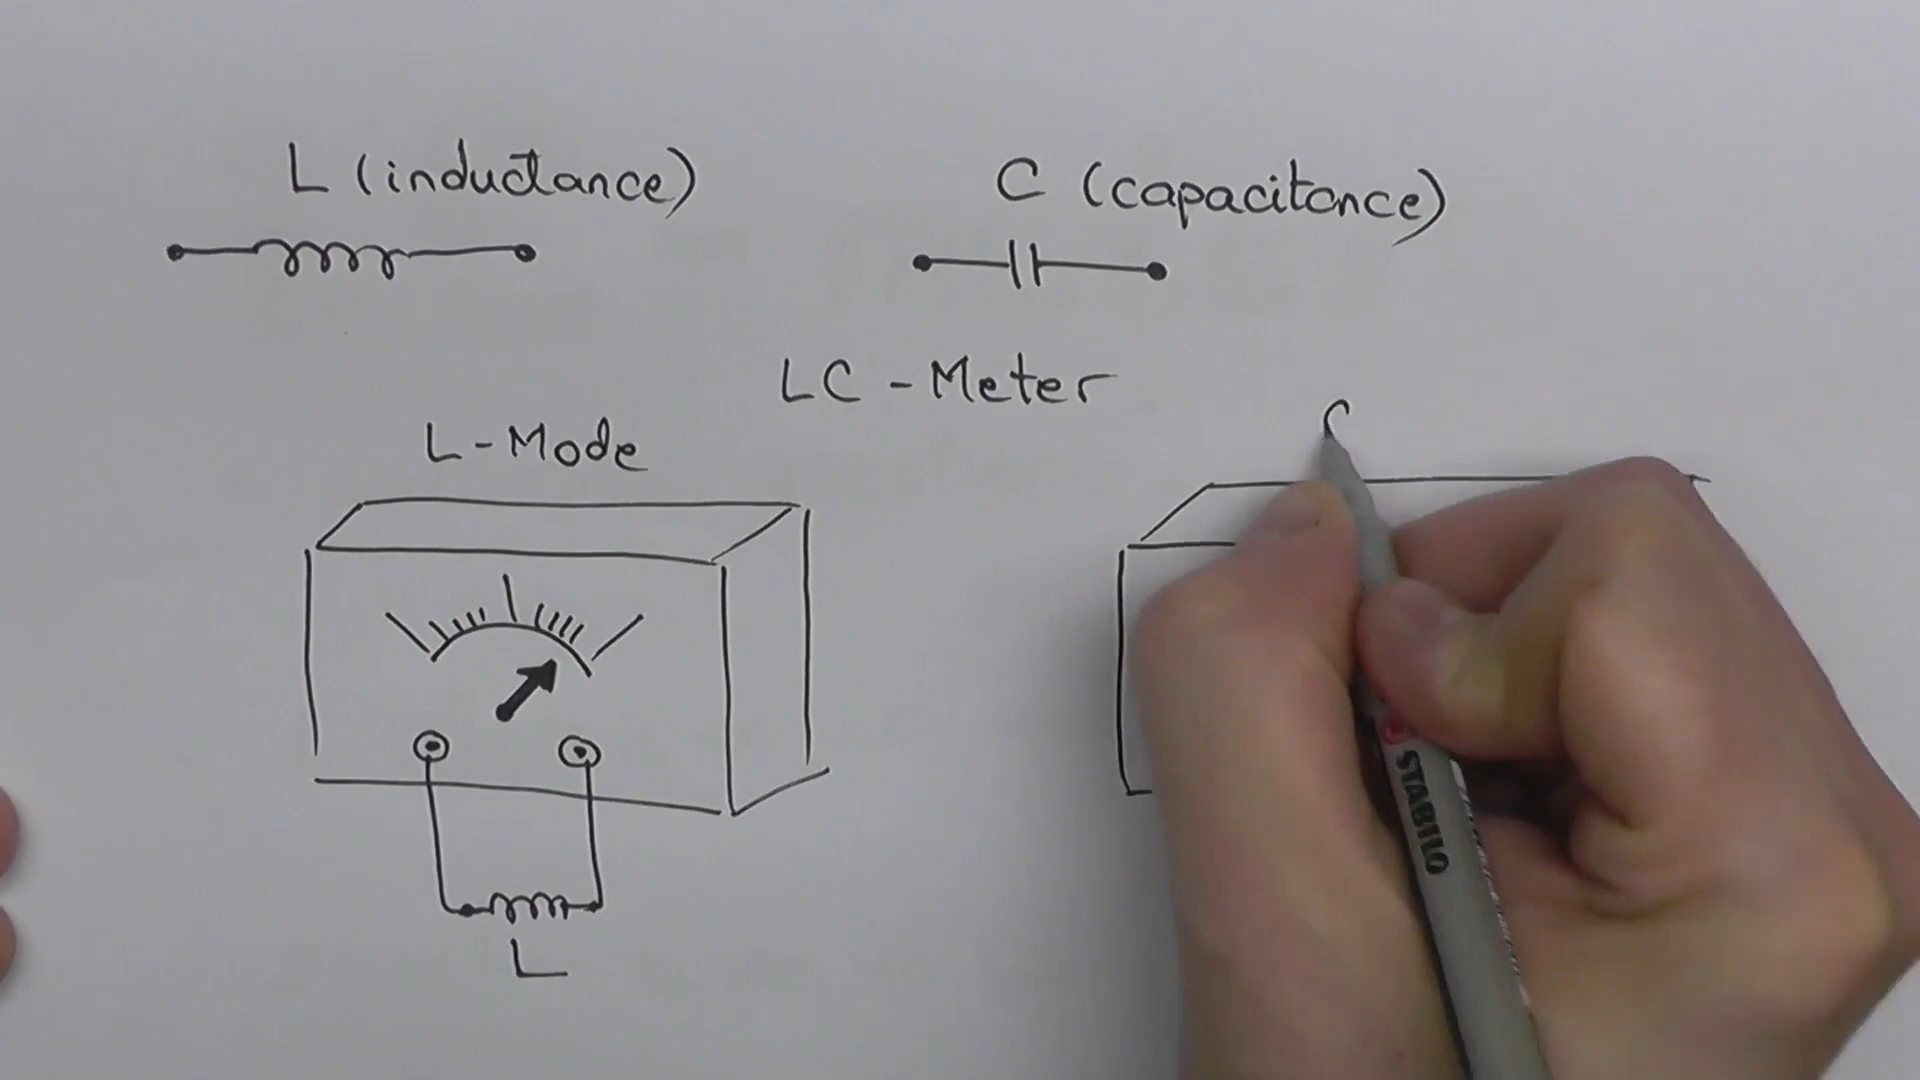 L (inductance)
C (capacitance)
LC - Meter
L - Mode
C
L
STABILO